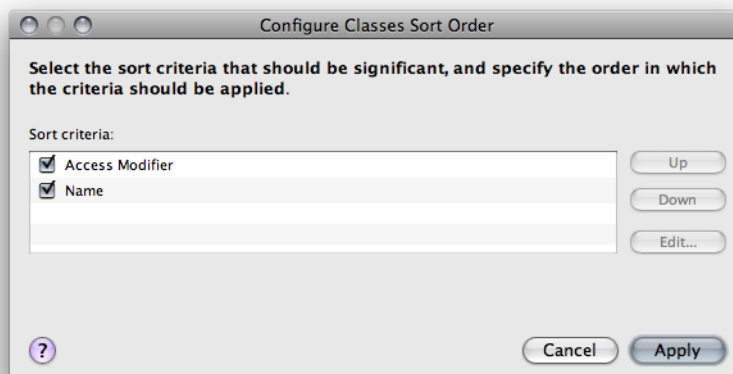 Configure Classes Sort Order
Select the sort criteria that should be significant, and specify the order in which
the criteria should be applied.
Sort criteria:
Access Modifier
Name
Up
Down
Edit...
?
Cancel
Apply